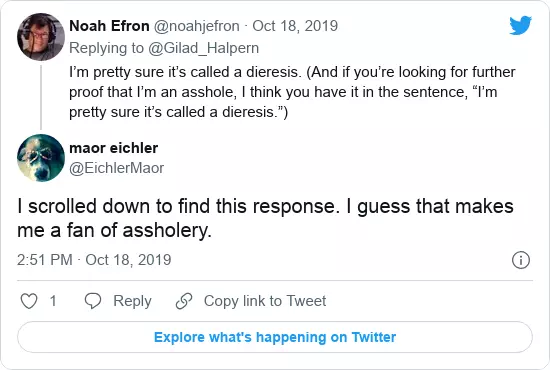 Noah Efron @noahjefron · Oct 18, 2019
Replying to @Gilad_Halpern
I’m pretty sure it’s called a dieresis. (And if you’re looking for further
proof that I’m an asshole, I think you have it in the sentence, “I’m
pretty sure it’s called a dieresis.”)
maor eichler
@EichlerMaor
I scrolled down to find this response. I guess that makes
me a fan of assholery.
2:51 PM · Oct 18, 2019
1 Reply Copy link to Tweet
Explore what's happening on Twitter